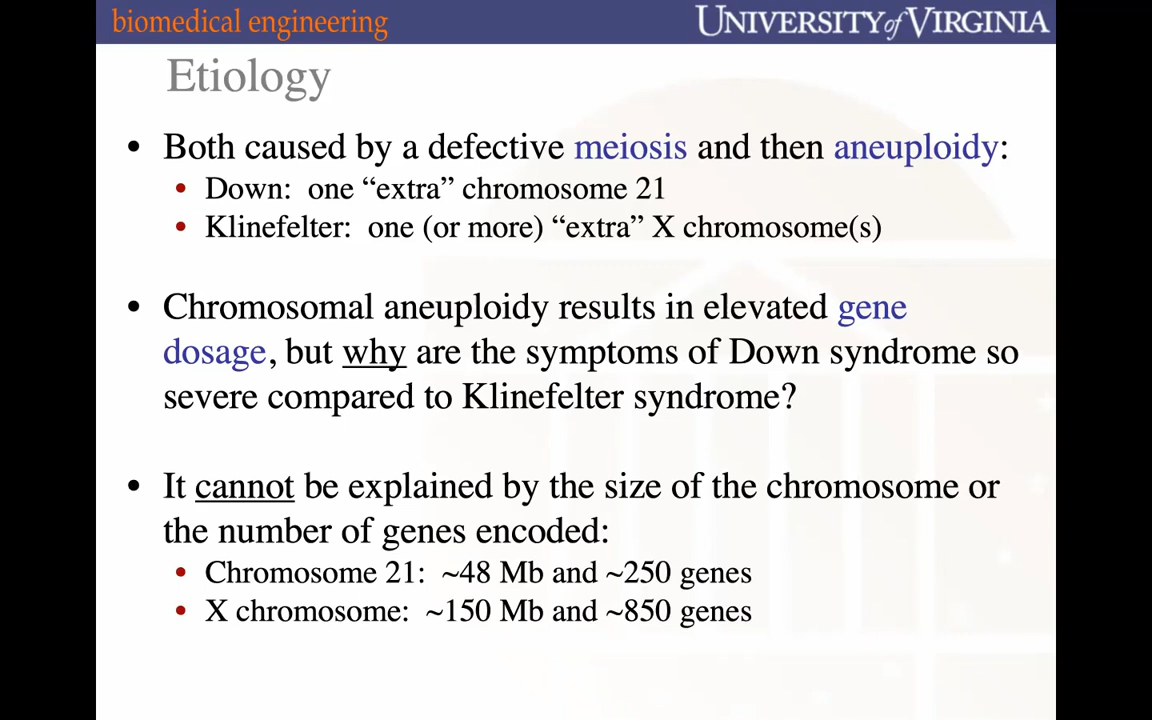 biomedical engineering
UNIVERSITY of VIRGINIA
Etiology
• Both caused by a defective meiosis and then aneuploidy:
• Down: one “extra” chromosome 21
• Klinefelter: one (or more) “extra” X chromosome(s)
• Chromosomal aneuploidy results in elevated gene
dosage, but why are the symptoms of Down syndrome so
severe compared to Klinefelter syndrome?
• It cannot be explained by the size of the chromosome or
the number of genes encoded:
• Chromosome 21: ~48 Mb and ~250 genes
• X chromosome: ~150 Mb and ~850 genes